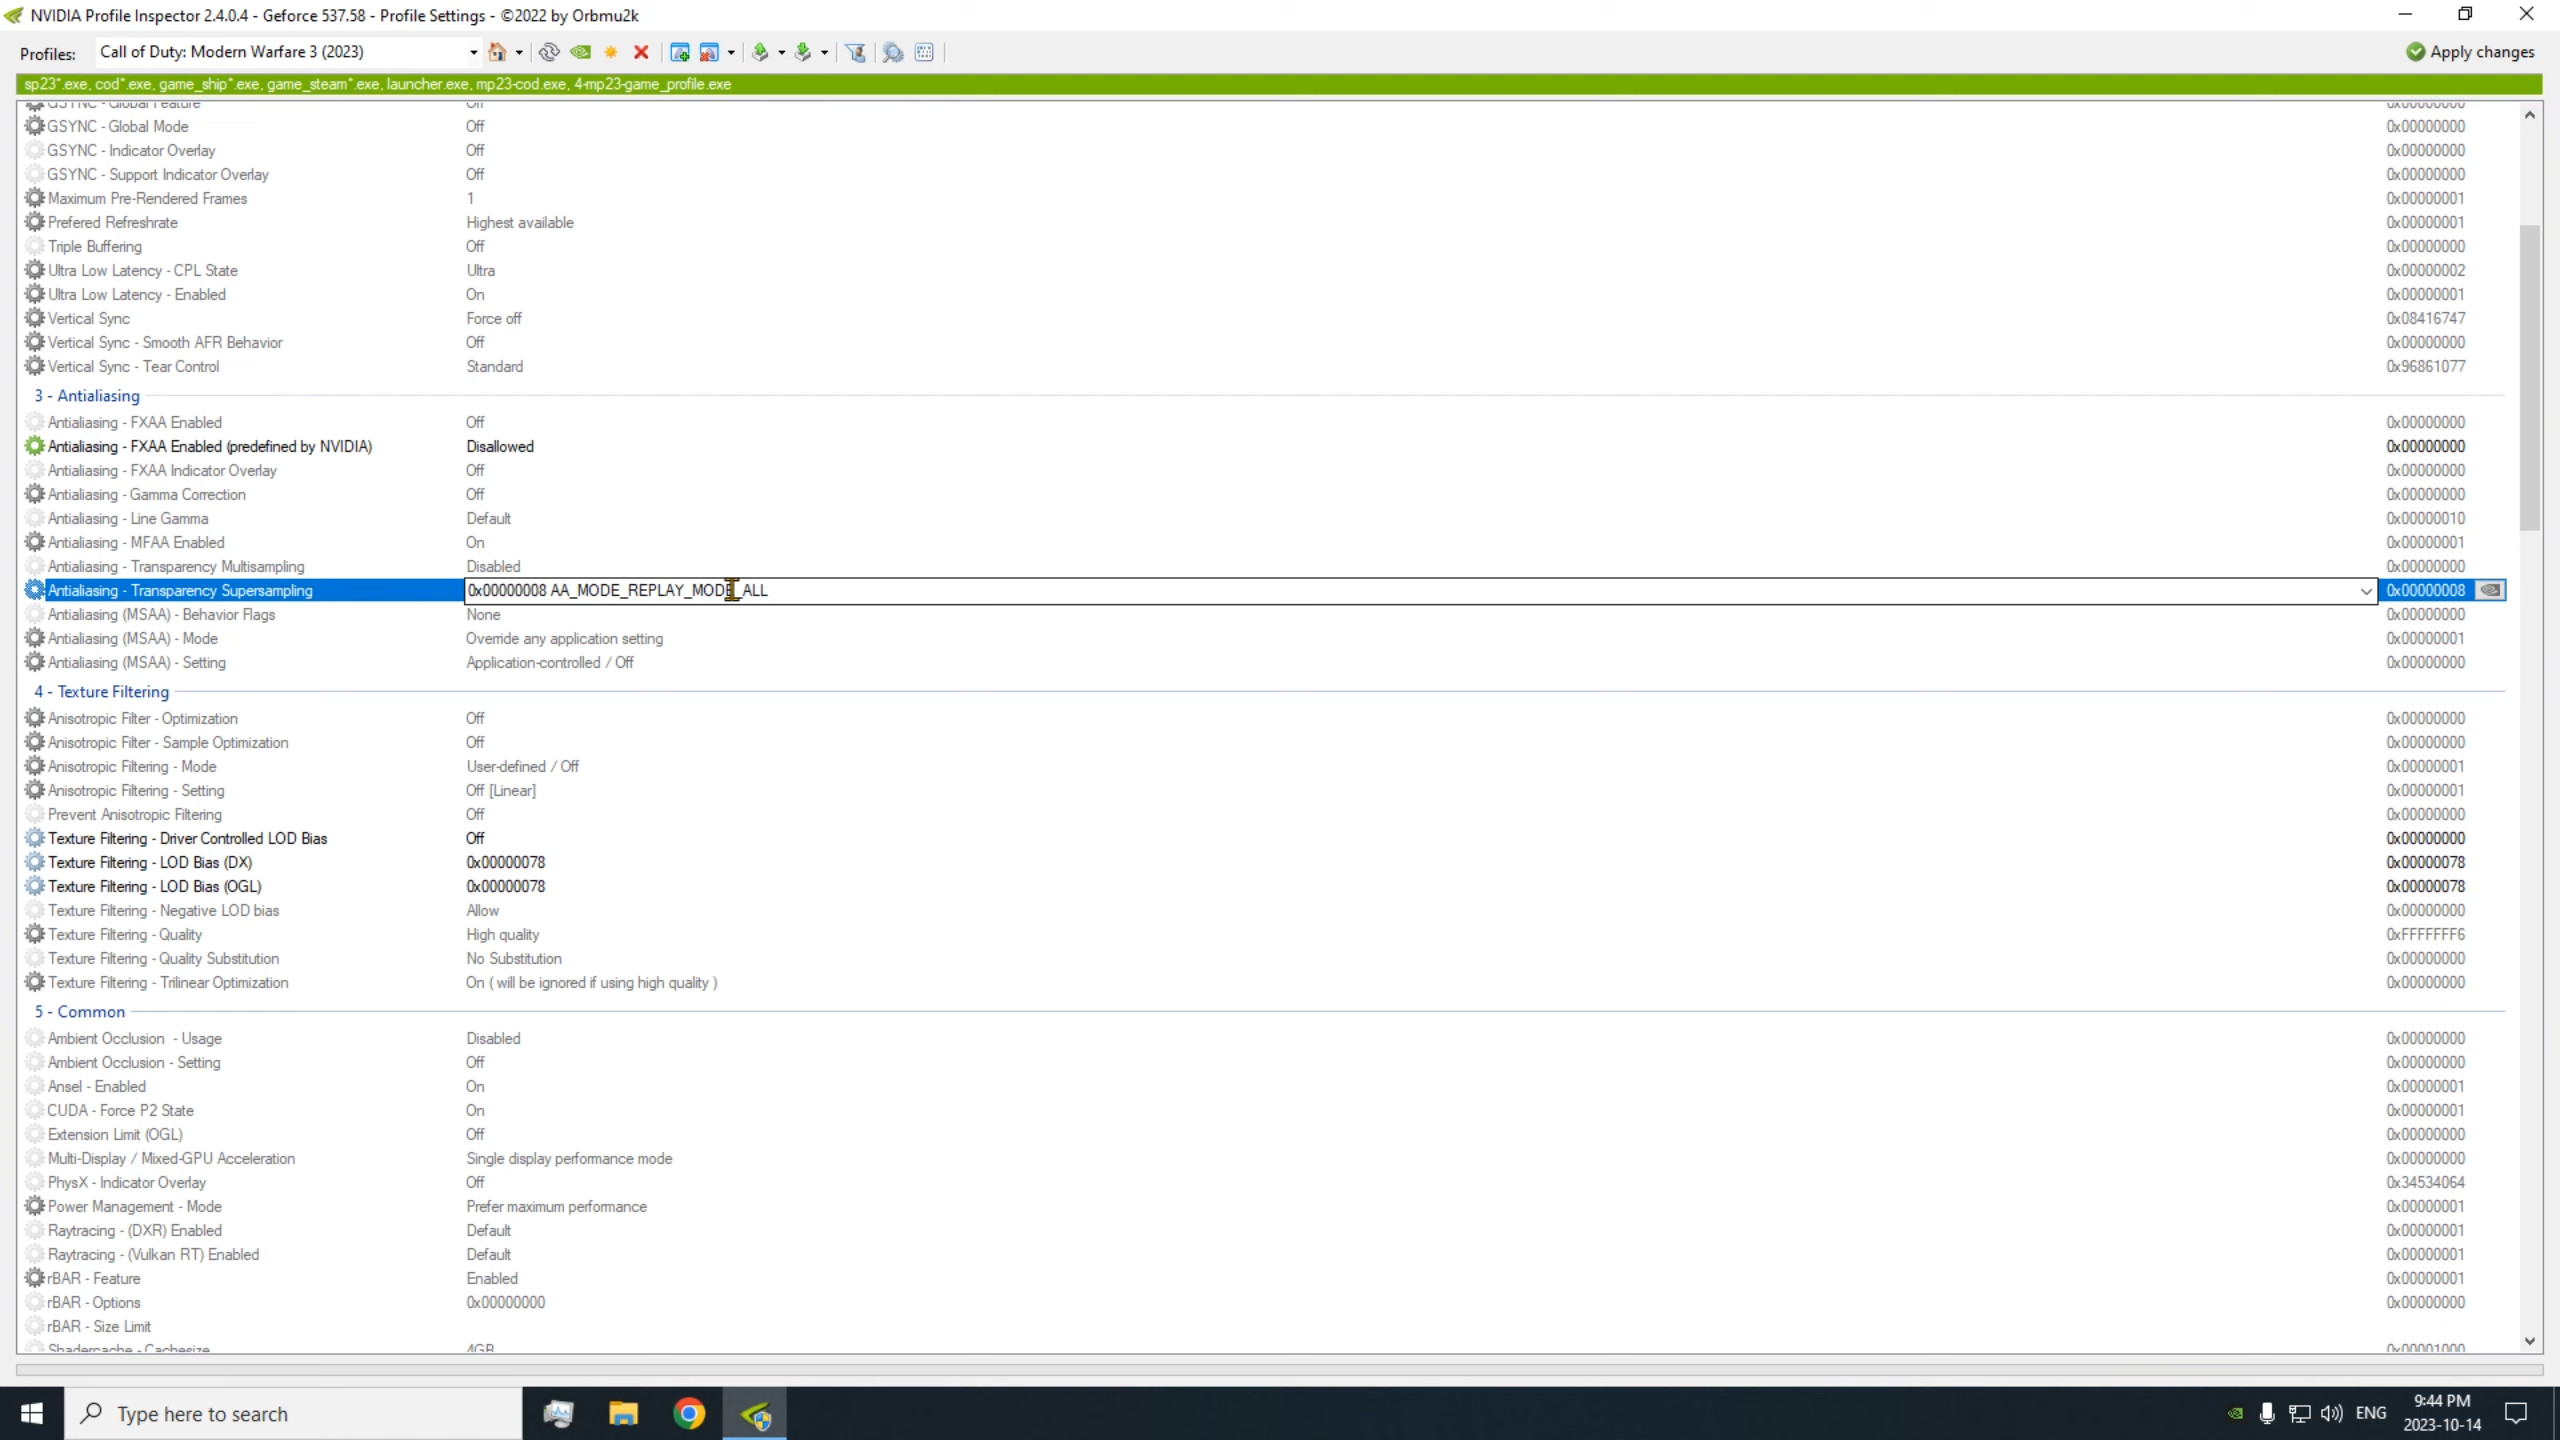 NVIDIA Profile Inspector 2.4.0.4 - Geforce 537.58 - Profile Settings - ©2022 by Orbmu2k
Profiles: Call of Duty: Modern Warfare 3 (2023) Apply changes
sp23*.exe, cod*.exe, game_ship*.exe, game_steam*.exe, launcher.exe, mp23-cod.exe, 4-mp23-game_profile.exe
GSYNC - Global Feature Off 0x00000000
GSYNC - Global Mode Off 0x00000000
GSYNC - Indicator Overlay Off 0x00000000
GSYNC - Support Indicator Overlay Off 0x00000000
Maximum Pre-Rendered Frames 1 0x00000001
Prefered Refreshrate Highest available 0x00000001
Triple Buffering Off 0x00000000
Ultra Low Latency - CPL State Ultra 0x00000002
Ultra Low Latency - Enabled On 0x00000001
Vertical Sync Force off 0x08416747
Vertical Sync - Smooth AFR Behavior Off 0x00000000
Vertical Sync - Tear Control Standard 0x96861077
3 - Antialiasing
Antialiasing - FXAA Enabled Off 0x00000000
Antialiasing - FXAA Enabled (predefined by NVIDIA) Disallowed 0x00000000
Antialiasing - FXAA Indicator Overlay Off 0x00000000
Antialiasing - Gamma Correction Off 0x00000000
Antialiasing - Line Gamma Default 0x00000010
Antialiasing - MFAA Enabled On 0x00000001
Antialiasing - Transparency Multisampling Disabled 0x00000000
Antialiasing - Transparency Supersampling 0x00000008 AA_MODE_REPLAY_MODE_ALL 0x00000008
Antialiasing (MSAA) - Behavior Flags None 0x00000000
Antialiasing (MSAA) - Mode Override any application setting 0x00000001
Antialiasing (MSAA) - Setting Application-controlled / Off 0x00000000
4 - Texture Filtering
Anisotropic Filter - Optimization Off 0x00000000
Anisotropic Filter - Sample Optimization Off 0x00000000
Anisotropic Filtering - Mode User-defined / Off 0x00000001
Anisotropic Filtering - Setting Off [Linear] 0x00000001
Prevent Anisotropic Filtering Off 0x00000000
Texture Filtering - Driver Controlled LOD Bias Off 0x00000000
Texture Filtering - LOD Bias (DX) 0x00000078 0x00000078
Texture Filtering - LOD Bias (OGL) 0x00000078 0x00000078
Texture Filtering - Negative LOD bias Allow 0x00000000
Texture Filtering - Quality High quality 0xFFFFFFF6
Texture Filtering - Quality Substitution No Substitution 0x00000000
Texture Filtering - Trilinear Optimization On ( will be ignored if using high quality ) 0x00000000
5 - Common
Ambient Occlusion - Usage Disabled 0x00000000
Ambient Occlusion - Setting Off 0x00000000
Ansel - Enabled On 0x00000001
CUDA - Force P2 State On 0x00000001
Extension Limit (OGL) Off 0x00000000
Multi-Display / Mixed-GPU Acceleration Single display performance mode 0x00000000
PhysX - Indicator Overlay Off 0x34534064
Power Management - Mode Prefer maximum performance 0x00000001
Raytracing - (DXR) Enabled Default 0x00000001
Raytracing - (Vulkan RT) Enabled Default 0x00000001
rBAR - Feature Enabled 0x00000001
rBAR - Options 0x00000000 0x00000000
rBAR - Size Limit
Shadercache - Cachesize 4GB 0x00001000
Type here to search ENG 9:44 PM
2023-10-14